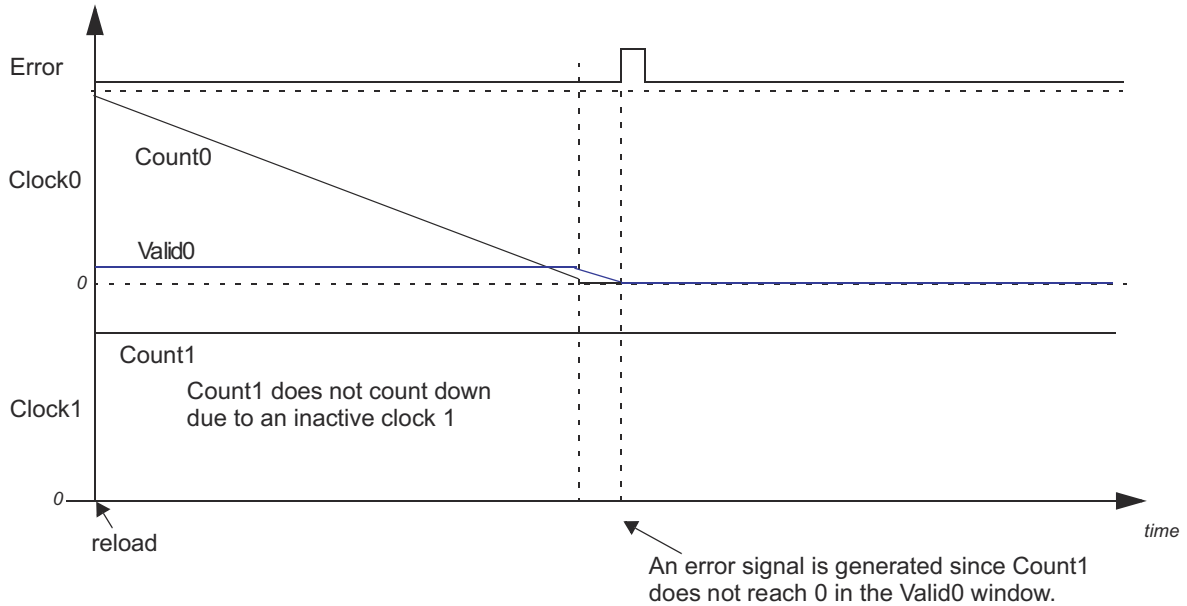 Error
Count0
Clock0
Valid0
0
Count1
Count1 does not count down
due to an inactive clock 1
Clock1
0
reload
time
An error signal is generated since Count1
does not reach 0 in the Valid0 window.